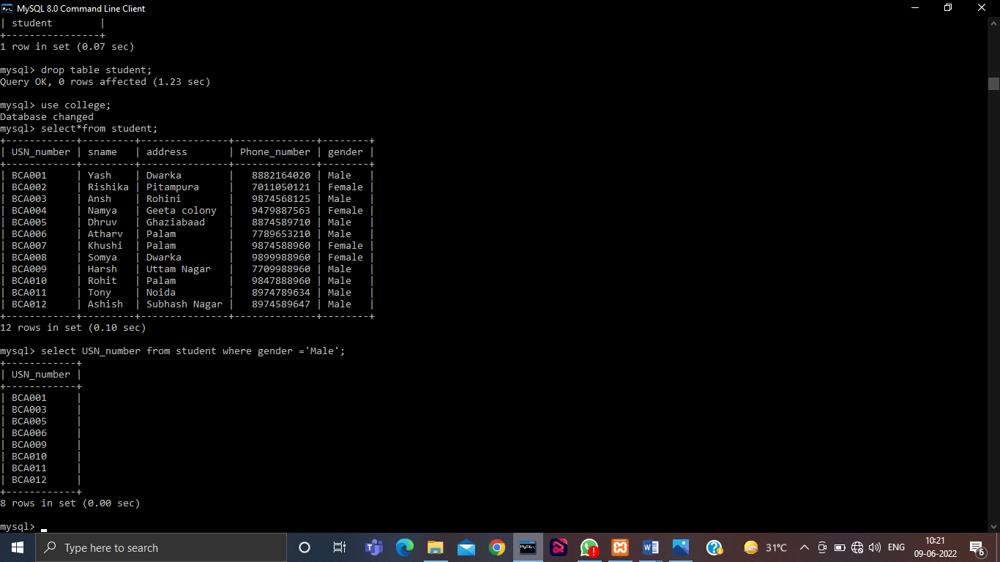 MySQL 8.0 Command Line Client
| student        |
+----------------+
1 row in set (0.07 sec)
mysql> drop table student;
Query OK, 0 rows affected (1.23 sec)
mysql> use college;
Database changed
mysql> select*from student;
+------------+---------+---------------+--------------+--------+
| USN_number | sname   | address       | Phone_number | gender |
+------------+---------+---------------+--------------+--------+
| BCA001     | Yash    | Dwarka        |   8882164020 | Male   |
| BCA002     | Rishika | Pitampura     |   7011050121 | Female |
| BCA003     | Ansh    | Rohini        |   9874568125 | Male   |
| BCA004     | Namya   | Geeta colony  |   9479887563 | Female |
| BCA005     | Dhruv   | Ghaziabaad    |   8874589710 | Male   |
| BCA006     | Atharv  | Palam         |   7789653210 | Male   |
| BCA007     | Khushi  | Palam         |   9874588960 | Female |
| BCA008     | Somya   | Dwarka        |   9899988960 | Female |
| BCA009     | Harsh   | Uttam Nagar   |   7709988960 | Male   |
| BCA010     | Rohit   | Palam         |   9847888960 | Male   |
| BCA011     | Tony    | Noida         |   8974789634 | Male   |
| BCA012     | Ashish  | Subhash Nagar |   8974589647 | Male   |
+------------+---------+---------------+--------------+--------+
12 rows in set (0.10 sec)
mysql> select USN_number from student where gender ='Male';
+------------+
| USN_number |
+------------+
| BCA001     |
| BCA003     |
| BCA005     |
| BCA006     |
| BCA009     |
| BCA010     |
| BCA011     |
| BCA012     |
+------------+
8 rows in set (0.00 sec)
mysql> _
Type here to search
31°C
ENG
10:21
09-06-2022
6